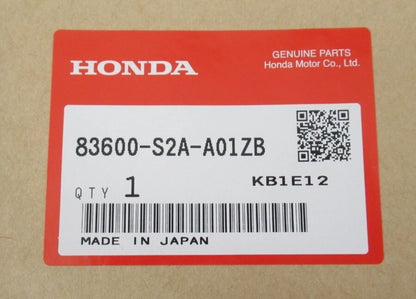 GENUINE PARTS
HONDA Honda Motor Co., Ltd.
83600-S2A-A01ZB
QTY 1 KB1E12
MADE IN JAPAN